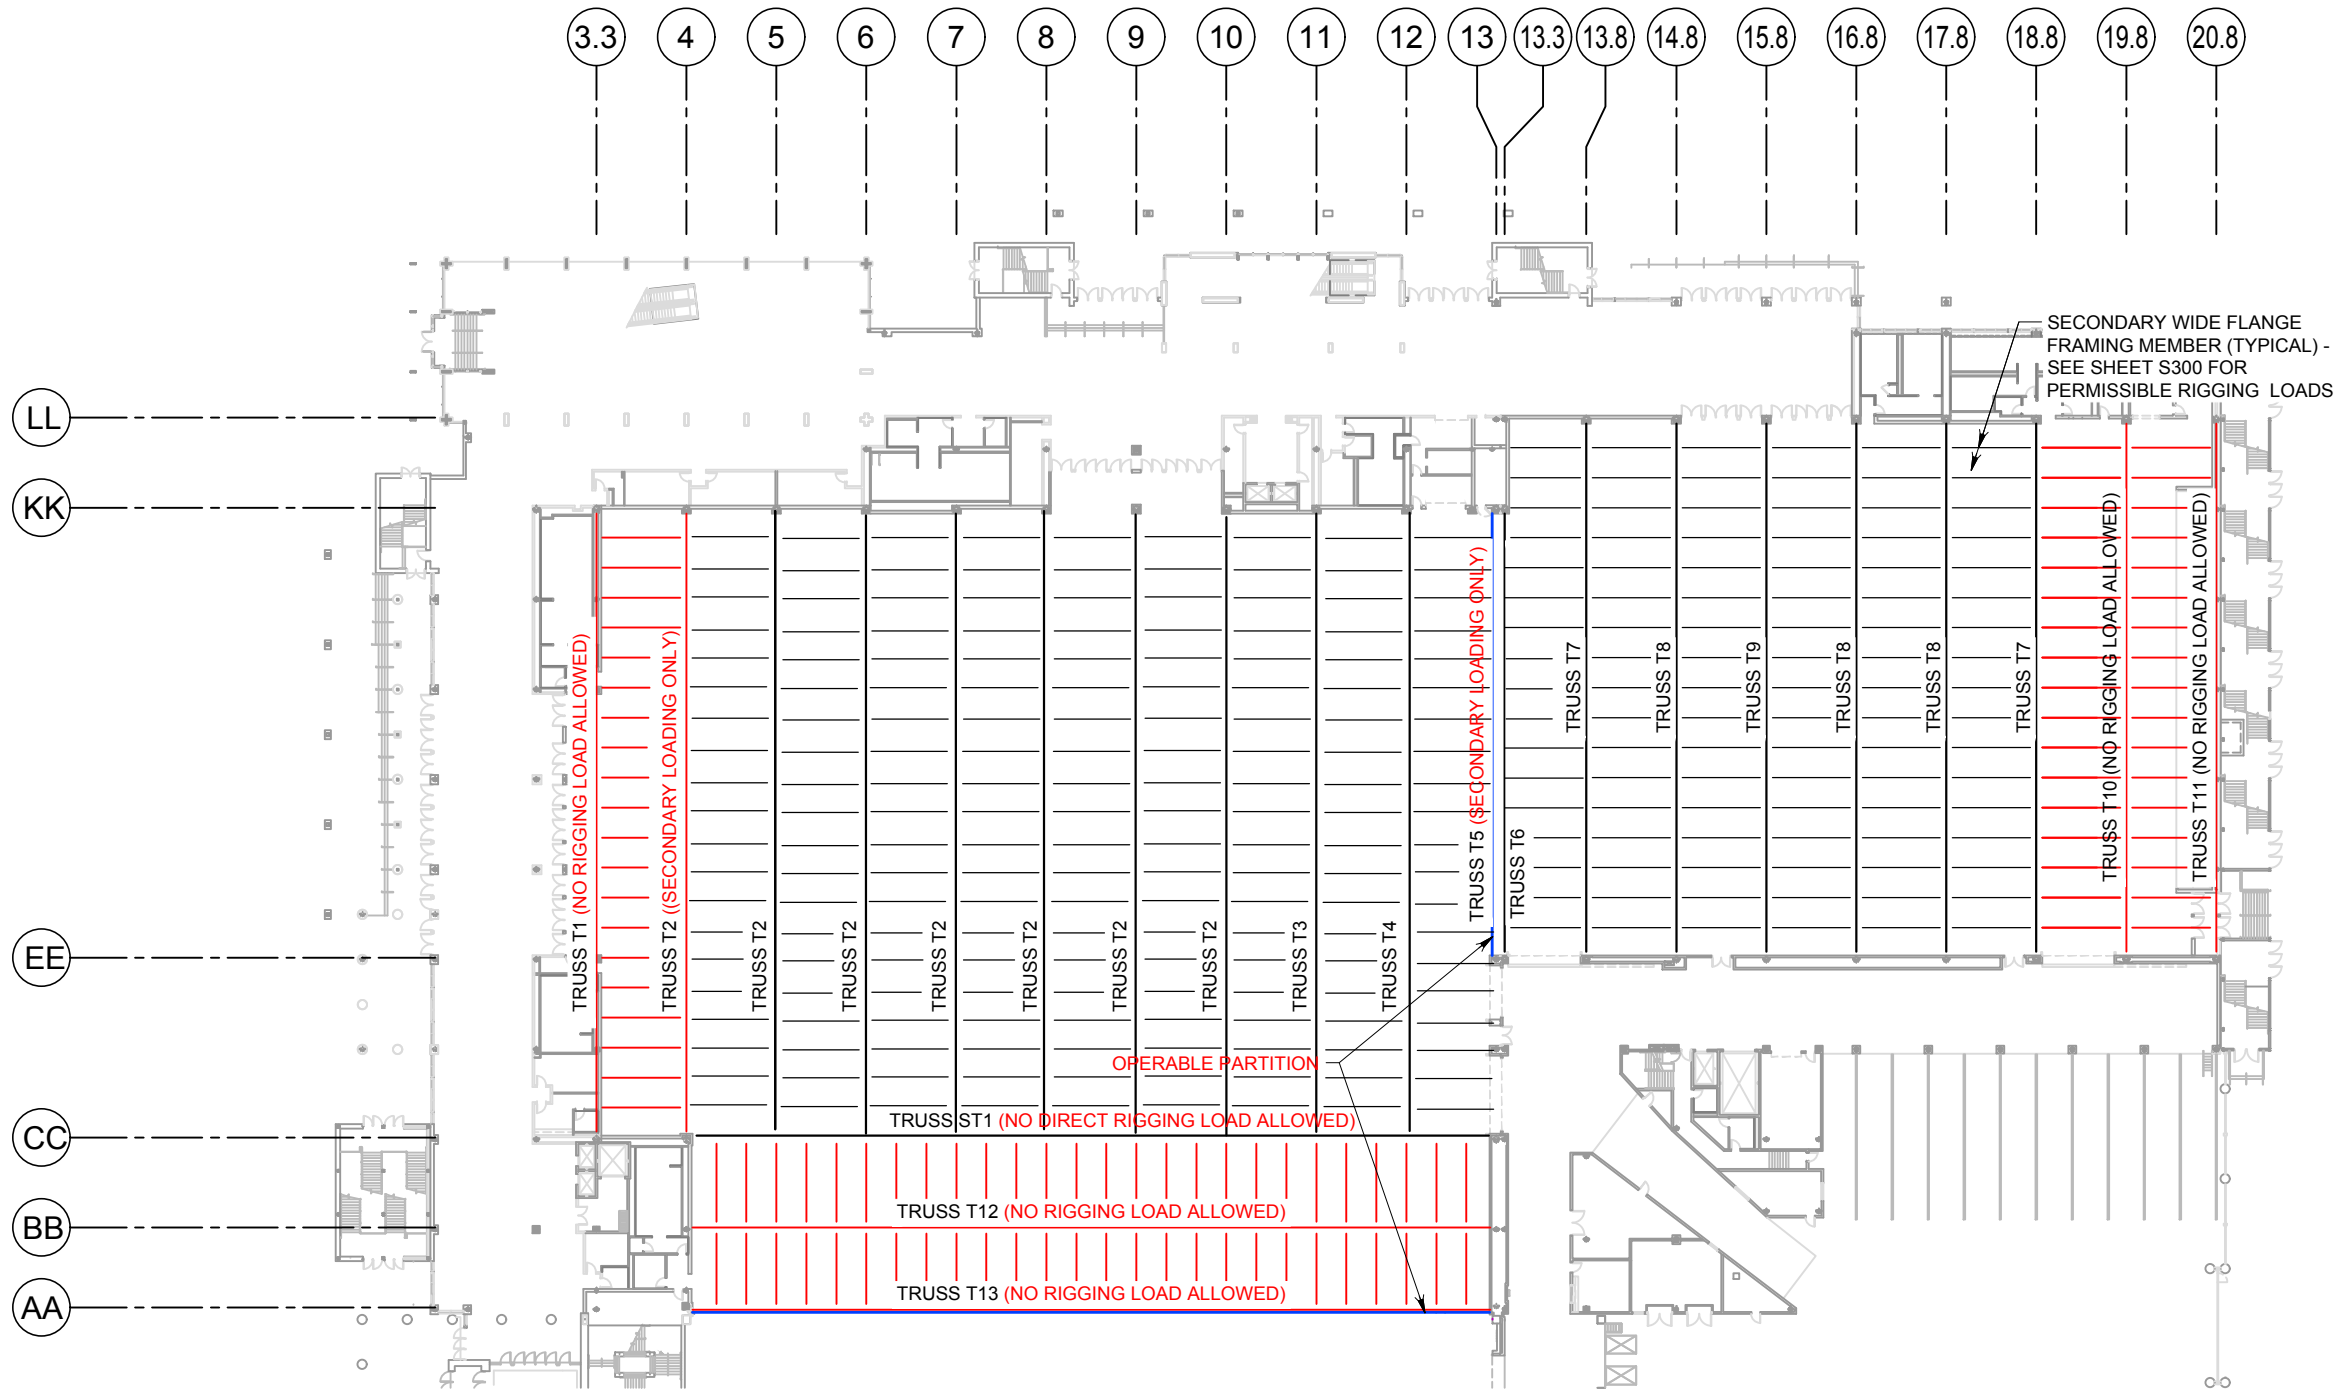 3.3 4 5 6 7 8 9 10 11 12 13 13.3 13.8 14.8 15.8 16.8 17.8 18.8 19.8 20.8
SECONDARY WIDE FLANGE
FRAMING MEMBER (TYPICAL) -
SEE SHEET S300 FOR
PERMISSIBLE RIGGING LOADS
LL
KK
EE
CC
BB
AA
TRUSS T1 (NO RIGGING LOAD ALLOWED)
TRUSS T2 ((SECONDARY LOADING ONLY)
TRUSS T2
TRUSS T2
TRUSS T2
TRUSS T2
TRUSS T2
TRUSS T2
TRUSS T3
TRUSS T4
TRUSS T5 (SECONDARY LOADING ONLY)
TRUSS T6
TRUSS T7
TRUSS T8
TRUSS T9
TRUSS T8
TRUSS T8
TRUSS T7
TRUSS T10 (NO RIGGING LOAD ALLOWED)
TRUSS T11 (NO RIGGING LOAD ALLOWED)
OPERABLE PARTITION
TRUSS ST1 (NO DIRECT RIGGING LOAD ALLOWED)
TRUSS T12 (NO RIGGING LOAD ALLOWED)
TRUSS T13 (NO RIGGING LOAD ALLOWED)